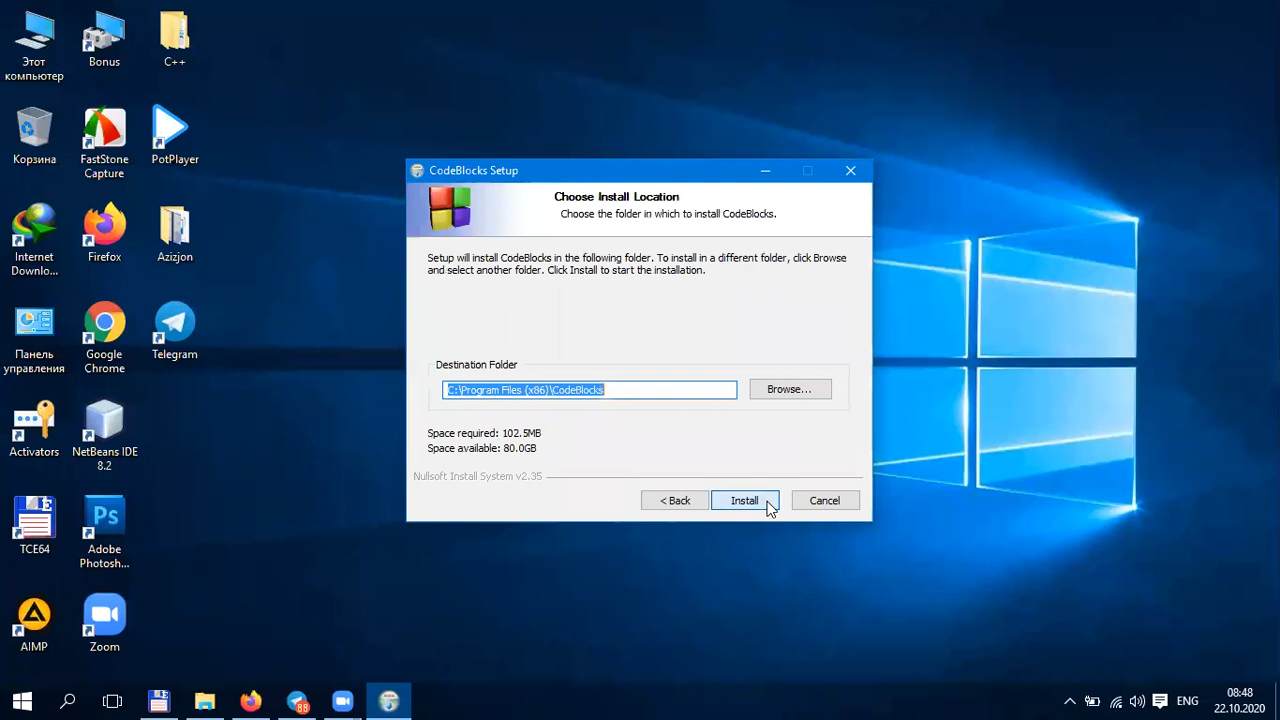 Этот
компьютер
Bonus
C++
Корзина
FastStone
Capture
PotPlayer
Internet
Downlo...
Firefox
Azizjon
Панель
управления
Google
Chrome
Telegram
Activators
NetBeans IDE
8.2
TCE64
Adobe
Photosh...
AIMP
Zoom
CodeBlocks Setup
Choose Install Location
Choose the folder in which to install CodeBlocks.
Setup will install CodeBlocks in the following folder. To install in a different folder, click Browse
and select another folder. Click Install to start the installation.
Destination Folder
C:\Program Files (x86)\CodeBlocks
Browse...
Space required: 102.5MB
Space available: 80.0GB
Nullsoft Install System v2.35
< Back
Install
Cancel
88
ENG
08:48
22.10.2020